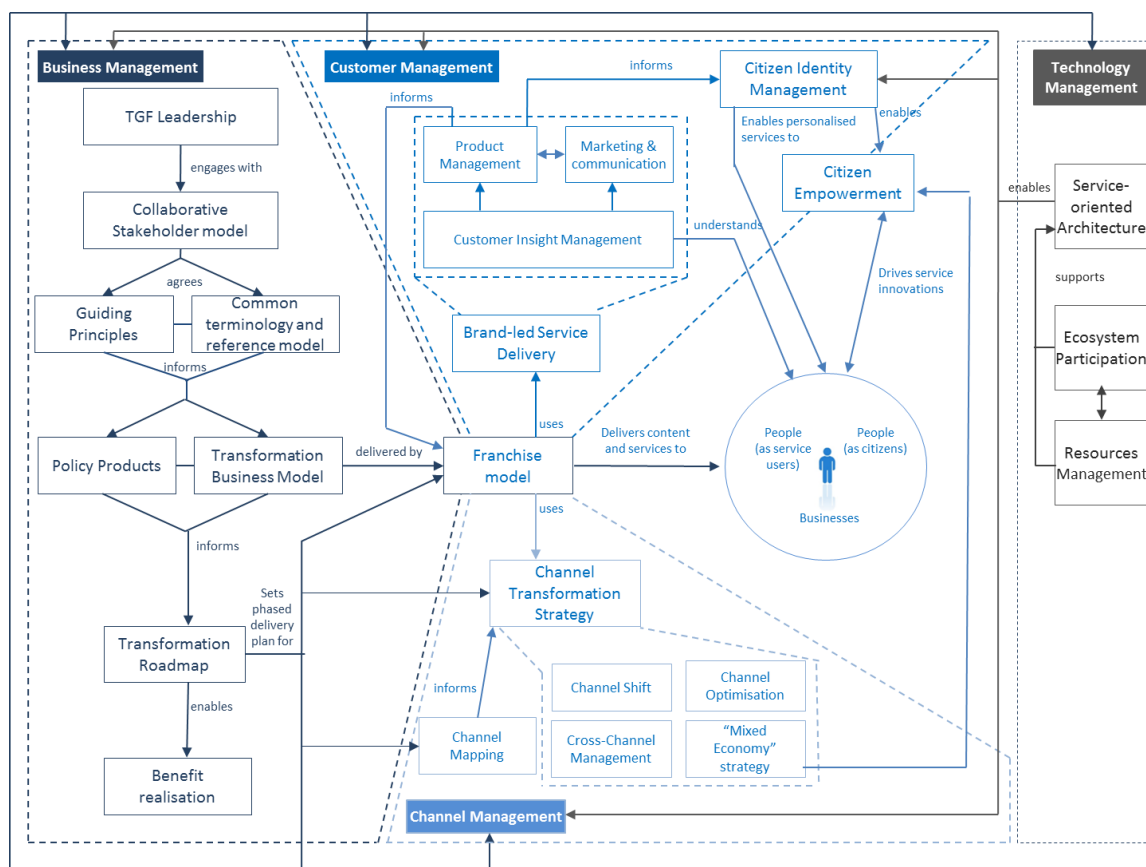 Business Management
Customer Management
Technology
Management
TGF Leadership
engages with
Collaborative
Stakeholder model
agrees
Guiding
Principles
Common
terminology and
reference model
informs
Policy Products
Transformation
Business Model
delivered by
informs
Sets
phased
delivery
plan for
Transformation
Roadmap
enables
Benefit
realisation
informs
informs
Citizen Identity
Management
Enables personalised
services to
enables
Product
Management
Marketing &
communication
Citizen
Empowerment
Customer Insight Management
understands
Drives service
innovations
Brand-led Service
Delivery
uses
Franchise
model
Delivers content
and services to
People
(as service
users)
People
(as citizens)
Businesses
uses
Channel
Transformation
Strategy
informs
Channel
Mapping
Channel Shift
Channel
Optimisation
Cross-Channel
Management
“Mixed
Economy”
strategy
Channel Management
enables
Service-
oriented
Architecture
supports
Ecosystem
Participation
Resources
Management